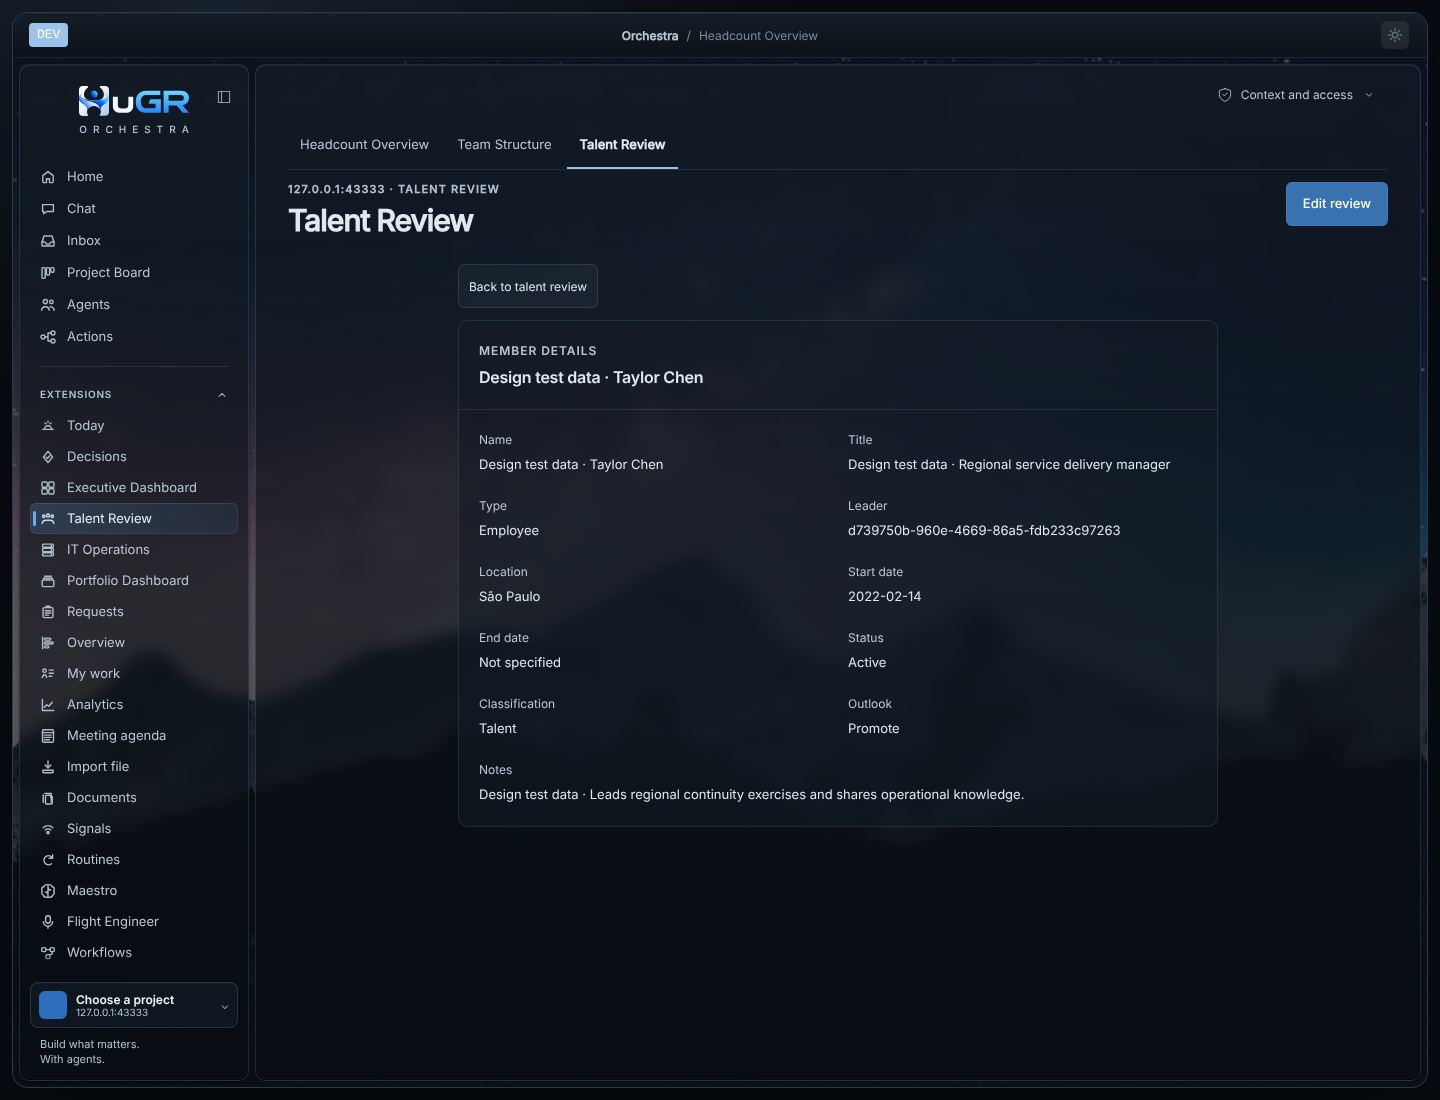 DEV
Orchestra / Headcount Overview
HuGR
ORCHESTRA
Context and access
Home
Chat
Inbox
Project Board
Agents
Actions
EXTENSIONS
Today
Decisions
Executive Dashboard
Talent Review
IT Operations
Portfolio Dashboard
Requests
Overview
My work
Analytics
Meeting agenda
Import file
Documents
Signals
Routines
Maestro
Flight Engineer
Workflows
Choose a project
127.0.0.1:43333
Build what matters.
With agents.
Headcount Overview Team Structure Talent Review
127.0.0.1:43333 · TALENT REVIEW
Talent Review
Edit review
Back to talent review
MEMBER DETAILS
Design test data · Taylor Chen
Name
Design test data · Taylor Chen
Title
Design test data · Regional service delivery manager
Type
Employee
Leader
d739750b-960e-4669-86a5-fdb233c97263
Location
São Paulo
Start date
2022-02-14
End date
Not specified
Status
Active
Classification
Talent
Outlook
Promote
Notes
Design test data · Leads regional continuity exercises and shares operational knowledge.